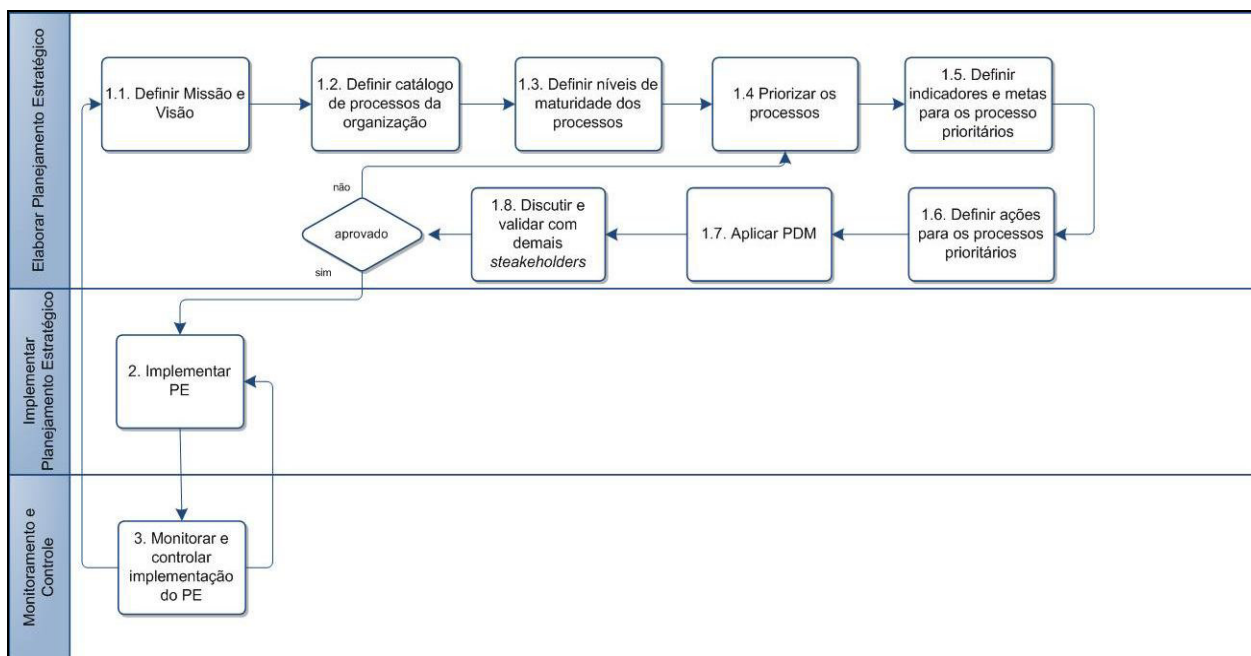 Elaborar Planejamento Estratégico
1.1. Definir Missão e
Visão
1.2. Definir catálogo
de processos da
organização
1.3. Definir níveis de
maturidade dos
processos
1.4 Priorizar os
processos
1.5. Definir
indicadores e metas
para os processo
prioritários
não
aprovado
sim
1.8. Discutir e
validar com
demais
steakholders
1.7. Aplicar PDM
1.6. Definir ações
para os processos
prioritários
Implementar
Planejamento Estratégico
2. Implementar
PE
Monitoramento e
Controle
3. Monitorar e
controlar
implementação
do PE